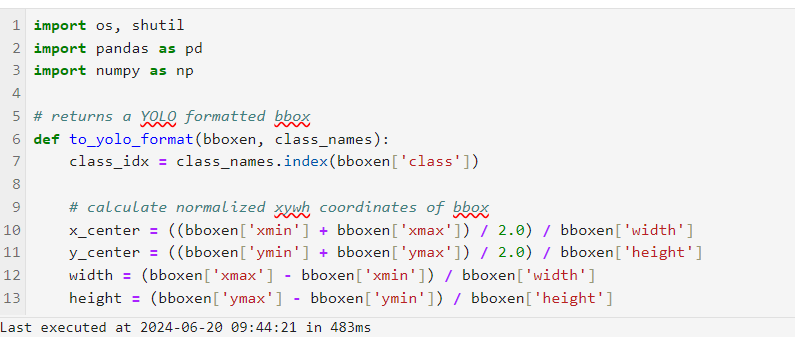 1 import os, shutil
2 import pandas as pd
3 import numpy as np
4
5 # returns a YOLO formatted bbox
6 def to_yolo_format(bboxen, class_names):
7     class_idx = class_names.index(bboxen['class'])
8
9     # calculate normalized xywh coordinates of bbox
10     x_center = ((bboxen['xmin'] + bboxen['xmax']) / 2.0) / bboxen['width']
11     y_center = ((bboxen['ymin'] + bboxen['ymax']) / 2.0) / bboxen['height']
12     width = (bboxen['xmax'] - bboxen['xmin']) / bboxen['width']
13     height = (bboxen['ymax'] - bboxen['ymin']) / bboxen['height']
Last executed at 2024-06-20 09:44:21 in 483ms